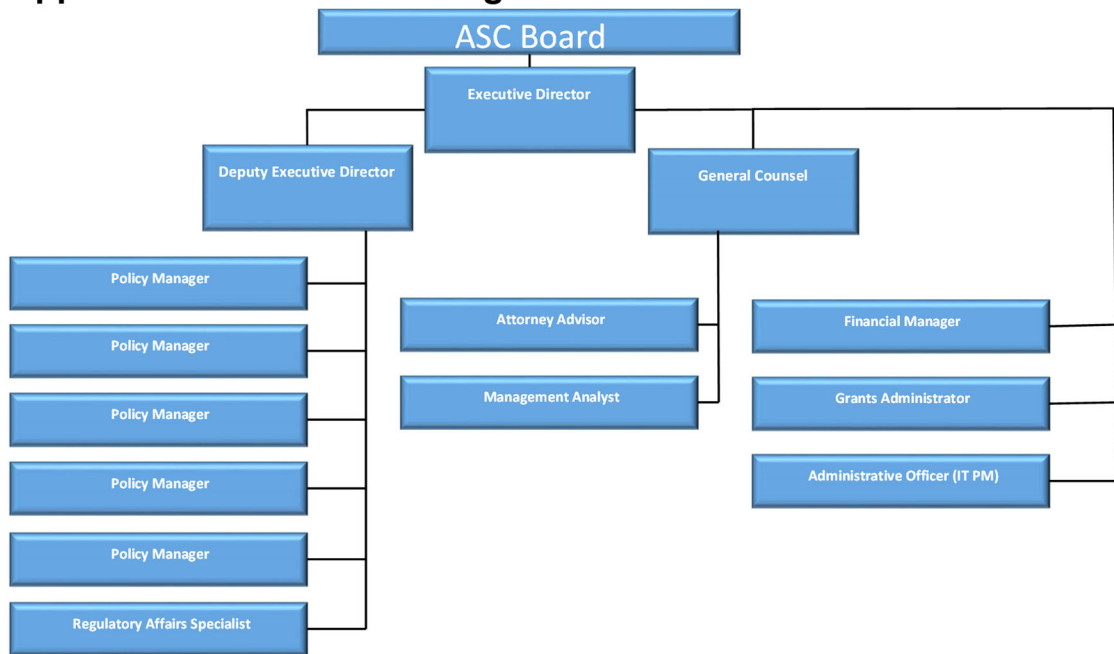 ASC Board
Executive Director
Deputy Executive Director
General Counsel
Policy Manager
Policy Manager
Policy Manager
Policy Manager
Policy Manager
Regulatory Affairs Specialist
Attorney Advisor
Management Analyst
Financial Manager
Grants Administrator
Administrative Officer (IT PM)